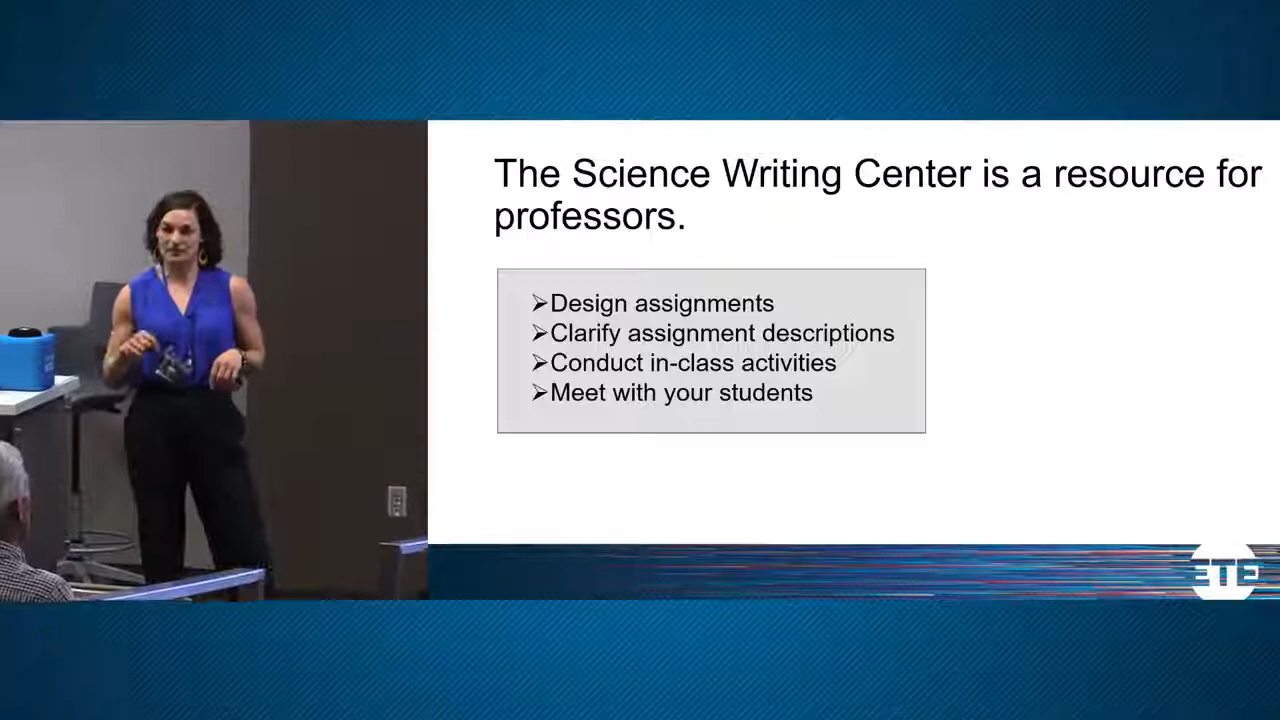 The Science Writing Center is a resource for
professors.
➢Design assignments
➢Clarify assignment descriptions
➢Conduct in-class activities
➢Meet with your students